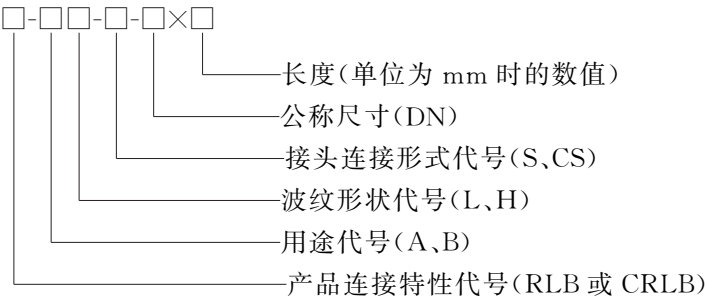 □-□□-□-□×□
长度(单位为 mm 时的数值)
公称尺寸(DN)
接头连接形式代号(S、CS)
波纹形状代号(L、H)
用途代号(A、B)
产品连接特性代号(RLB 或 CRLB)